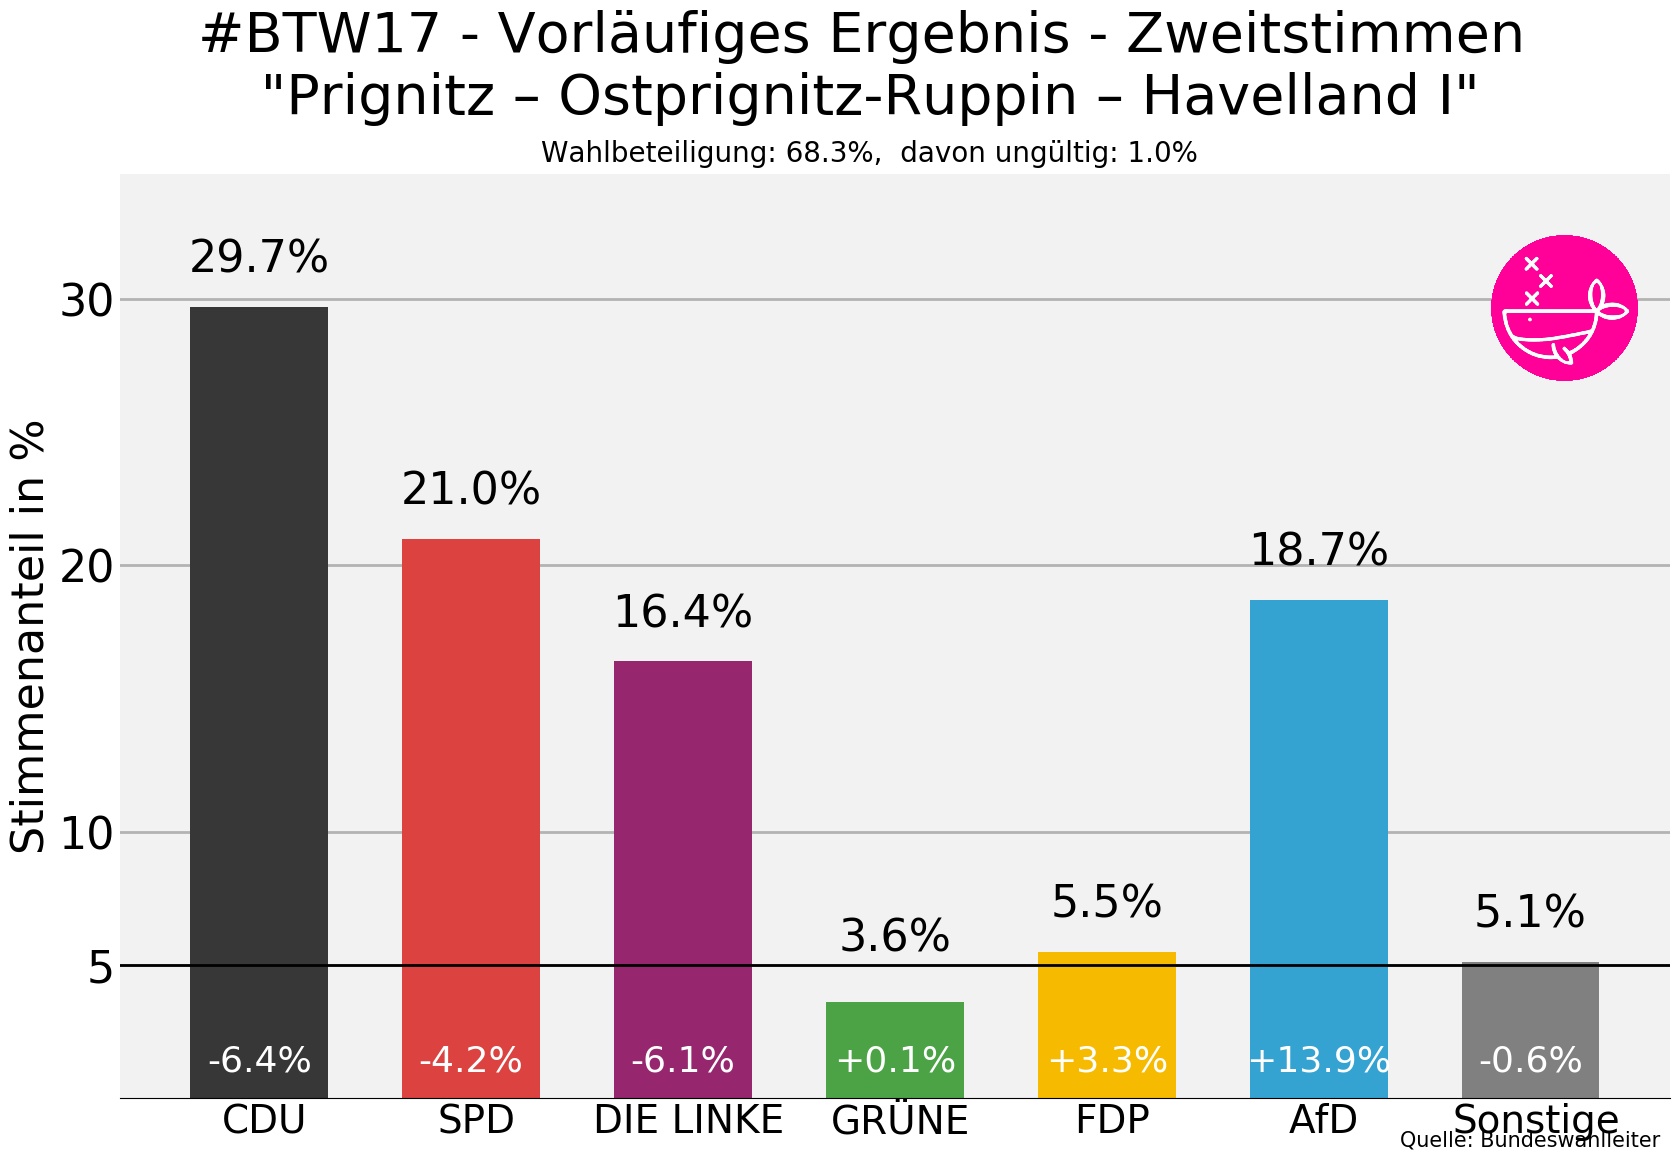 #BTW17 - Vorläufiges Ergebnis - Zweitstimmen
"Prignitz – Ostprignitz-Ruppin – Havelland I"
Wahlbeteiligung: 68.3%, davon ungültig: 1.0%
Stimmenanteil in %
30
20
10
5
29.7%
21.0%
16.4%
3.6%
5.5%
18.7%
5.1%
-6.4%
-4.2%
-6.1%
+0.1%
+3.3%
+13.9%
-0.6%
CDU
SPD
DIE LINKE
GRÜNE
FDP
AfD
Sonstige
Quelle: Bundeswahlleiter